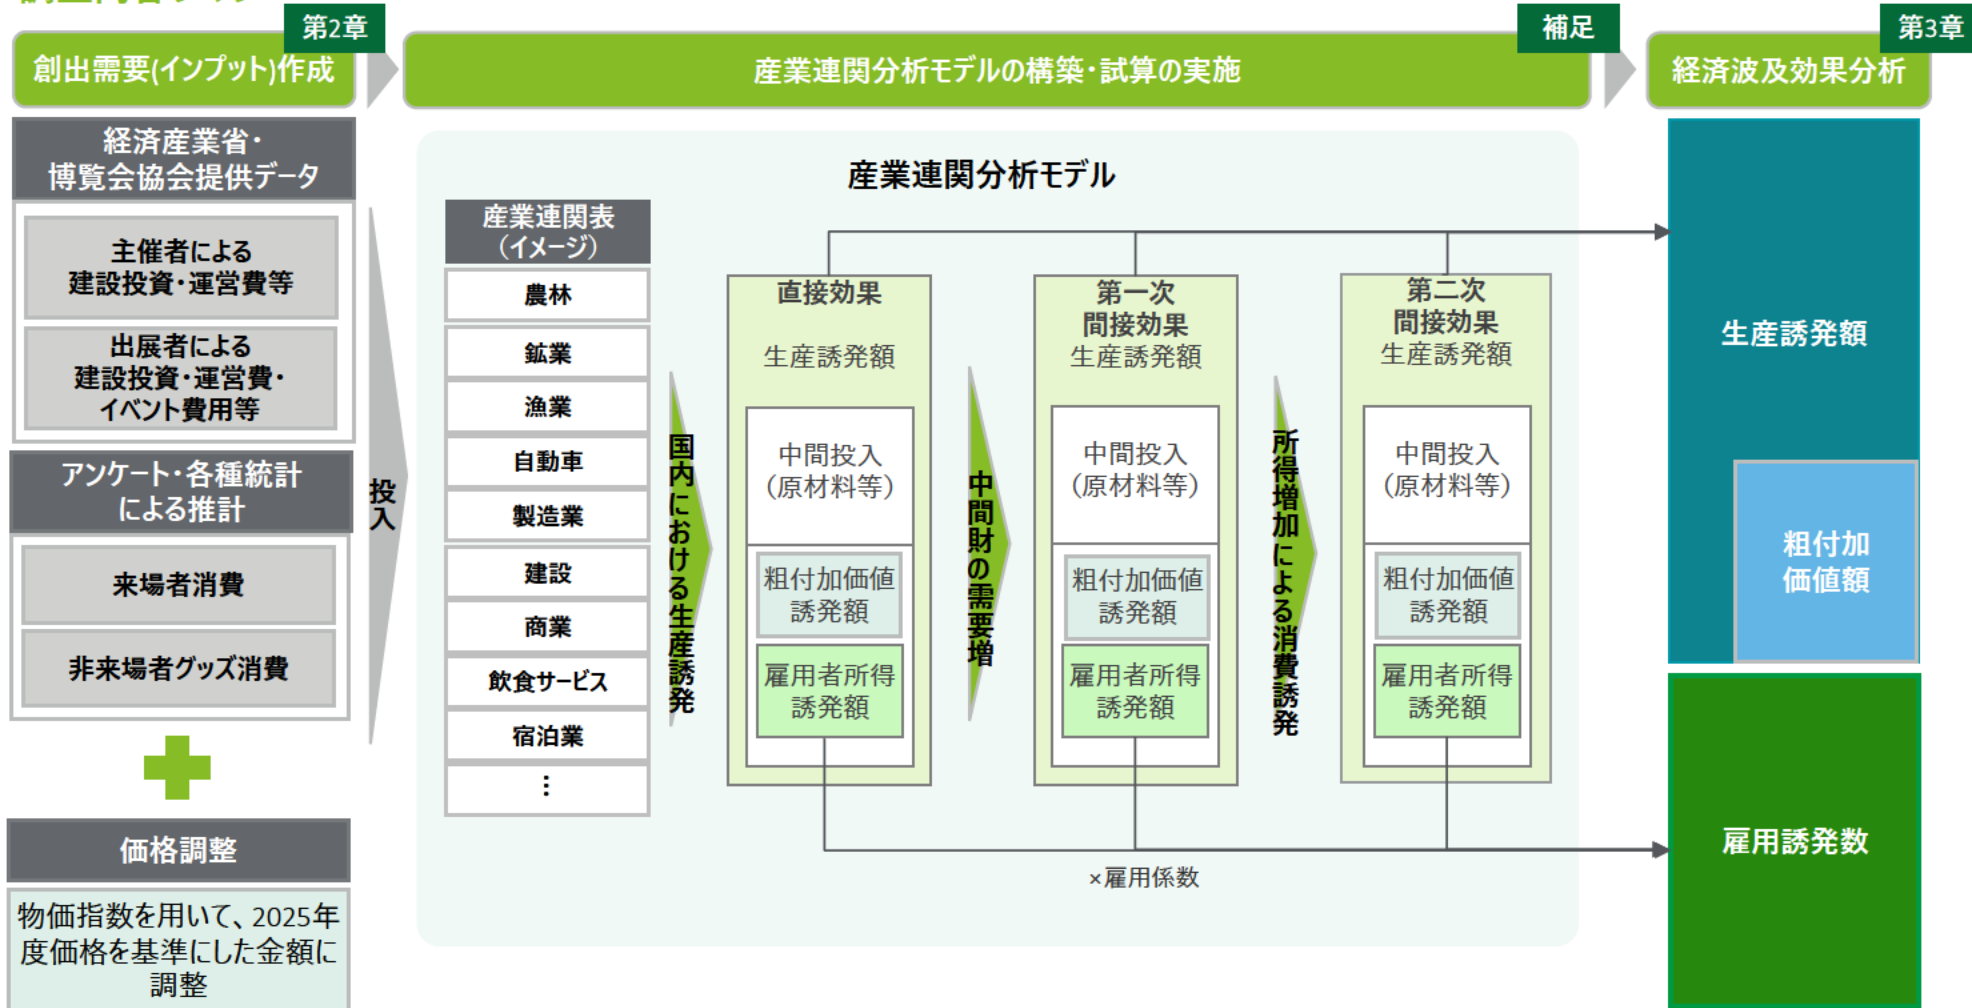 第2章
補足
第3章
創出需要(インプット)作成
産業連関分析モデルの構築・試算の実施
経済波及効果分析
経済産業省・
博覧会協会提供データ
主催者による
建設投資・運営費等
出展者による
建設投資・運営費・
イベント費用等
アンケート・各種統計
による推計
来場者消費
非来場者グッズ消費
価格調整
物価指数を用いて、2025年
度価格を基準にした金額に
調整
投入
産業連関分析モデル
産業連関表
（イメージ）
農林
鉱業
漁業
自動車
製造業
建設
商業
飲食サービス
宿泊業
…
国内における生産誘発
直接効果
生産誘発額
中間投入
（原材料等）
粗付加価値
誘発額
雇用者所得
誘発額
中間財の需要増
第一次
間接効果
生産誘発額
中間投入
（原材料等）
粗付加価値
誘発額
雇用者所得
誘発額
所得増加による消費誘発
第二次
間接効果
生産誘発額
中間投入
（原材料等）
粗付加価値
誘発額
雇用者所得
誘発額
×雇用係数
生産誘発額
粗付加
価値額
雇用誘発数